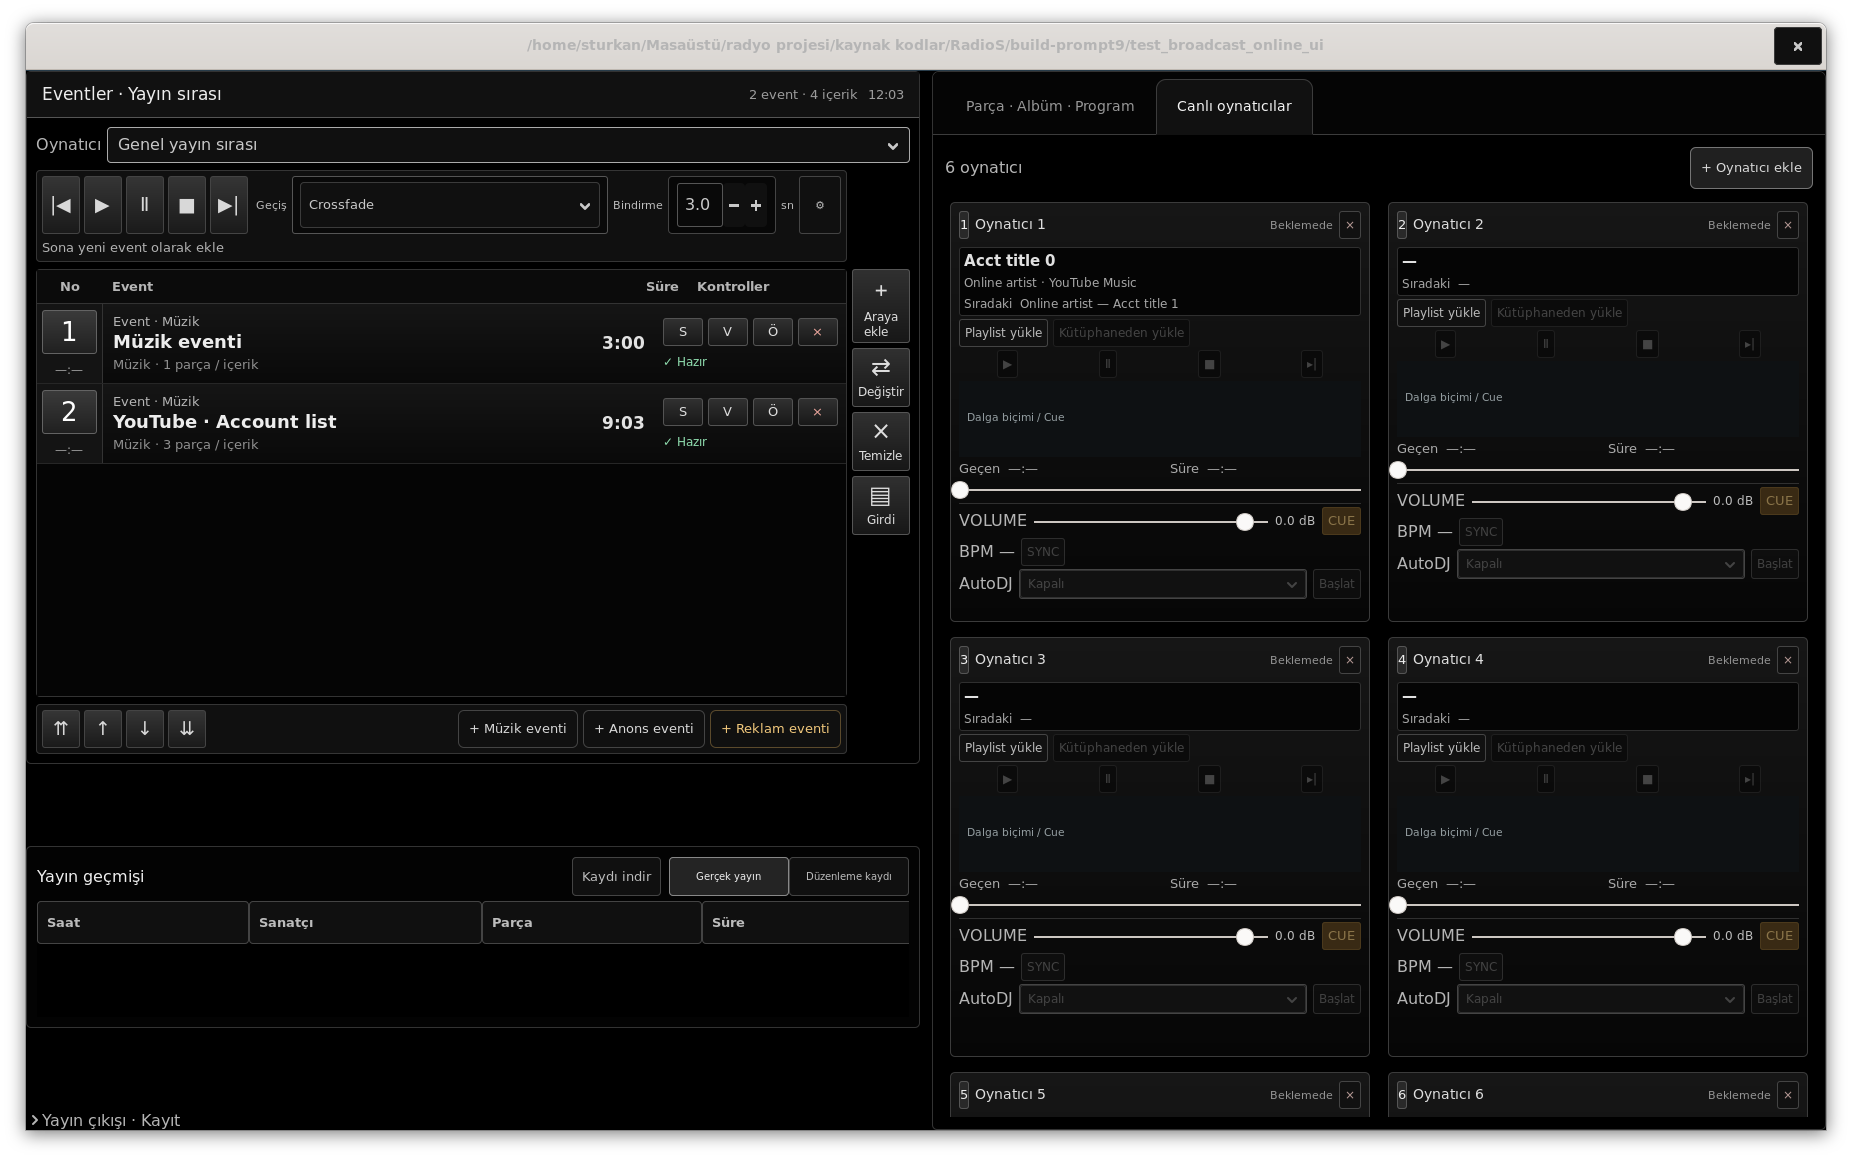 /home/sturkan/Masaüstü/radyo projesi/kaynak kodlar/RadioS/build-prompt9/test_broadcast_online_ui
Eventler · Yayın sırası
2 event · 4 içerik 12:03
Oynatıcı Genel yayın sırası
Geçiş Crossfade Bindirme 3.0 − + sn
Sona yeni event olarak ekle
No Event Süre Kontroller
1 —:—
Event · Müzik
Müzik eventi
Müzik · 1 parça / içerik
3:00
S V Ö ×
✓ Hazır
2 —:—
Event · Müzik
YouTube · Account list
Müzik · 3 parça / içerik
9:03
S V Ö ×
✓ Hazır
+
Araya
ekle
Değiştir
Temizle
Girdi
+ Müzik eventi + Anons eventi + Reklam eventi
Yayın geçmişi
Kaydı indir Gerçek yayın Düzenleme kaydı
Saat Sanatçı Parça Süre
Yayın çıkışı · Kayıt
Parça · Albüm · Program Canlı oynatıcılar
6 oynatıcı + Oynatıcı ekle
1 Oynatıcı 1 Beklemede ×
Acct title 0
Online artist · YouTube Music
Sıradaki Online artist — Acct title 1
Playlist yükle Kütüphaneden yükle
Dalga biçimi / Cue
Geçen —:— Süre —:—
VOLUME 0.0 dB CUE
BPM — SYNC
AutoDJ Kapalı Başlat
2 Oynatıcı 2 Beklemede ×
—
Sıradaki —
Playlist yükle Kütüphaneden yükle
Dalga biçimi / Cue
Geçen —:— Süre —:—
VOLUME 0.0 dB CUE
BPM — SYNC
AutoDJ Kapalı Başlat
3 Oynatıcı 3 Beklemede ×
—
Sıradaki —
Playlist yükle Kütüphaneden yükle
Dalga biçimi / Cue
Geçen —:— Süre —:—
VOLUME 0.0 dB CUE
BPM — SYNC
AutoDJ Kapalı Başlat
4 Oynatıcı 4 Beklemede ×
—
Sıradaki —
Playlist yükle Kütüphaneden yükle
Dalga biçimi / Cue
Geçen —:— Süre —:—
VOLUME 0.0 dB CUE
BPM — SYNC
AutoDJ Kapalı Başlat
5 Oynatıcı 5 Beklemede ×
6 Oynatıcı 6 Beklemede ×